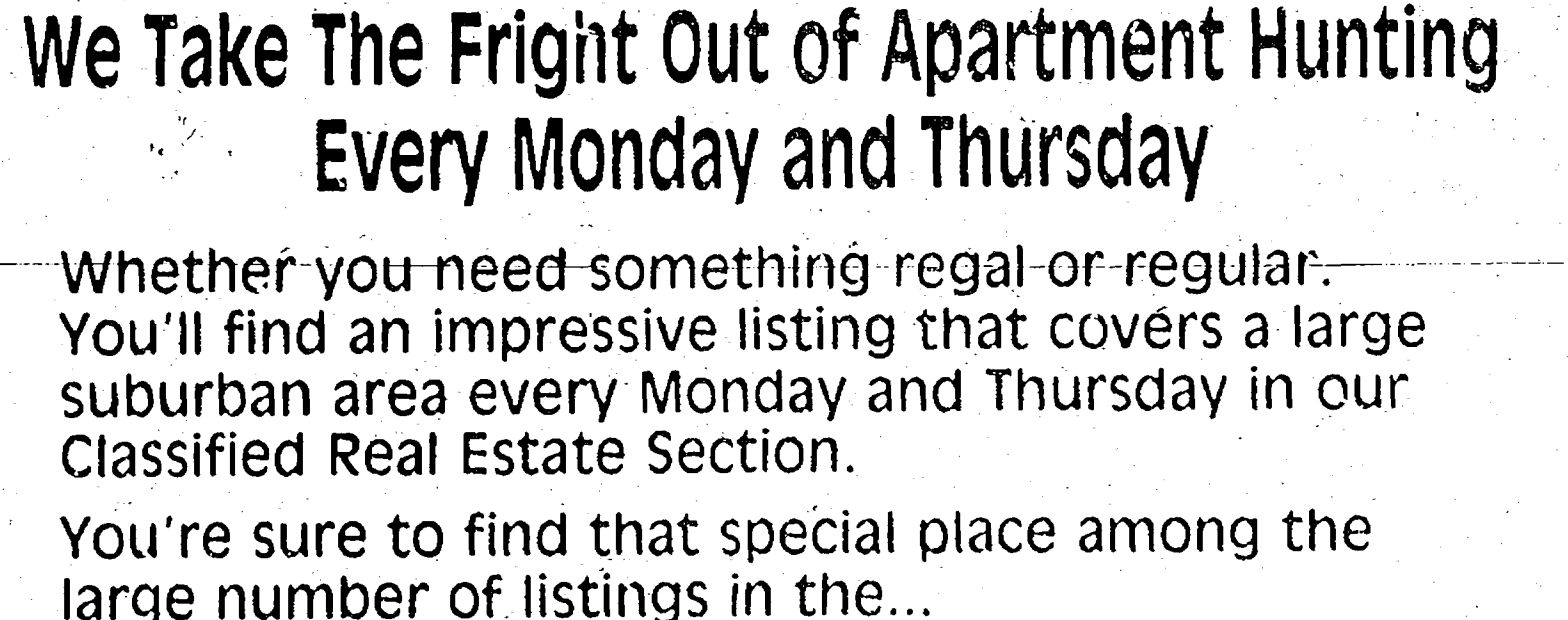 We Take The Fright Out of Apartment Hunting
Every Monday and Thursday
Whether you need something regal or regular.
You'll find an impressive listing that covers a large
suburban area every Monday and Thursday in our
Classified Real Estate Section.
You're sure to find that special place among the
large number of listings in the...